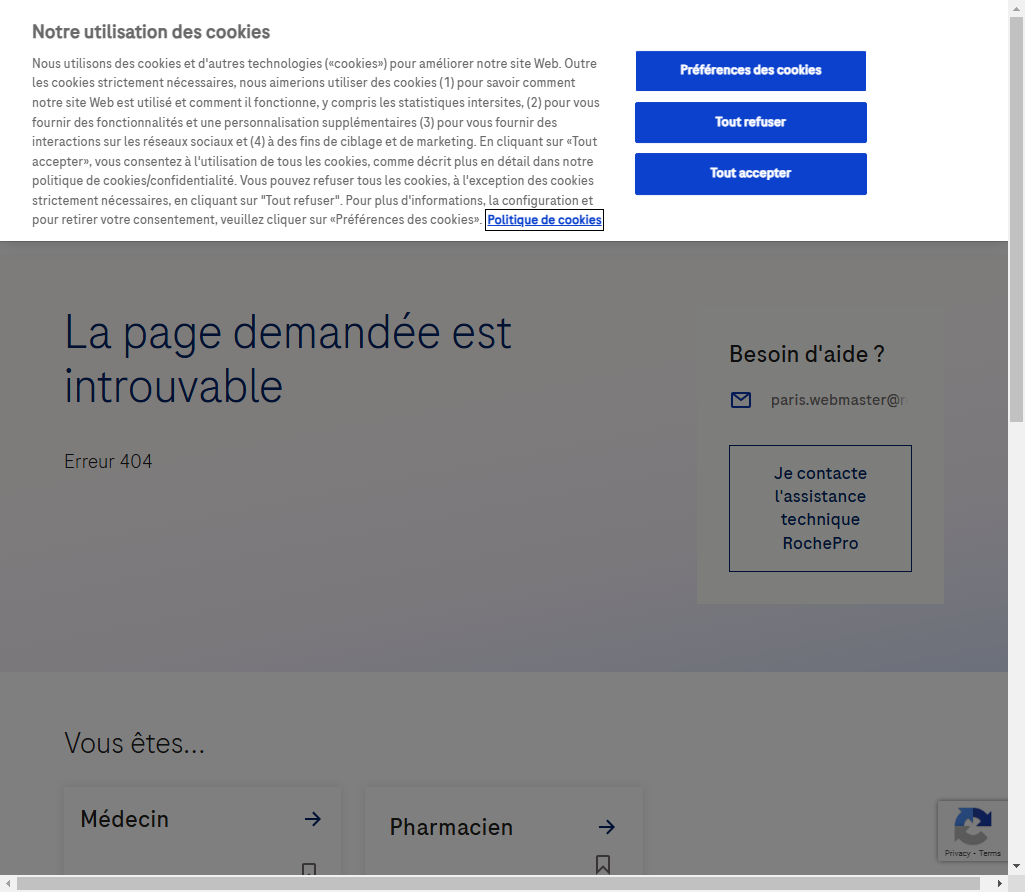 Notre utilisation des cookies
Nous utilisons des cookies et d'autres technologies («cookies») pour améliorer notre site Web. Outre
les cookies strictement nécessaires, nous aimerions utiliser des cookies (1) pour savoir comment
notre site Web est utilisé et comment il fonctionne, y compris les statistiques intersites, (2) pour vous
fournir des fonctionnalités et une personnalisation supplémentaires (3) pour vous fournir des
interactions sur les réseaux sociaux et (4) à des fins de ciblage et de marketing. En cliquant sur «Tout
accepter», vous consentez à l'utilisation de tous les cookies, comme décrit plus en détail dans notre
politique de cookies/confidentialité. Vous pouvez refuser tous les cookies, à l'exception des cookies
strictement nécessaires, en cliquant sur "Tout refuser". Pour plus d'informations, la configuration et
pour retirer votre consentement, veuillez cliquer sur «Préférences des cookies». Politique de cookies
Préférences des cookies
Tout refuser
Tout accepter
La page demandée est
introuvable
Erreur 404
Besoin d'aide ?
paris.webmaster@r
Je contacte
l'assistance
technique
RochePro
Vous êtes...
Médecin
Pharmacien
Privacy - Terms